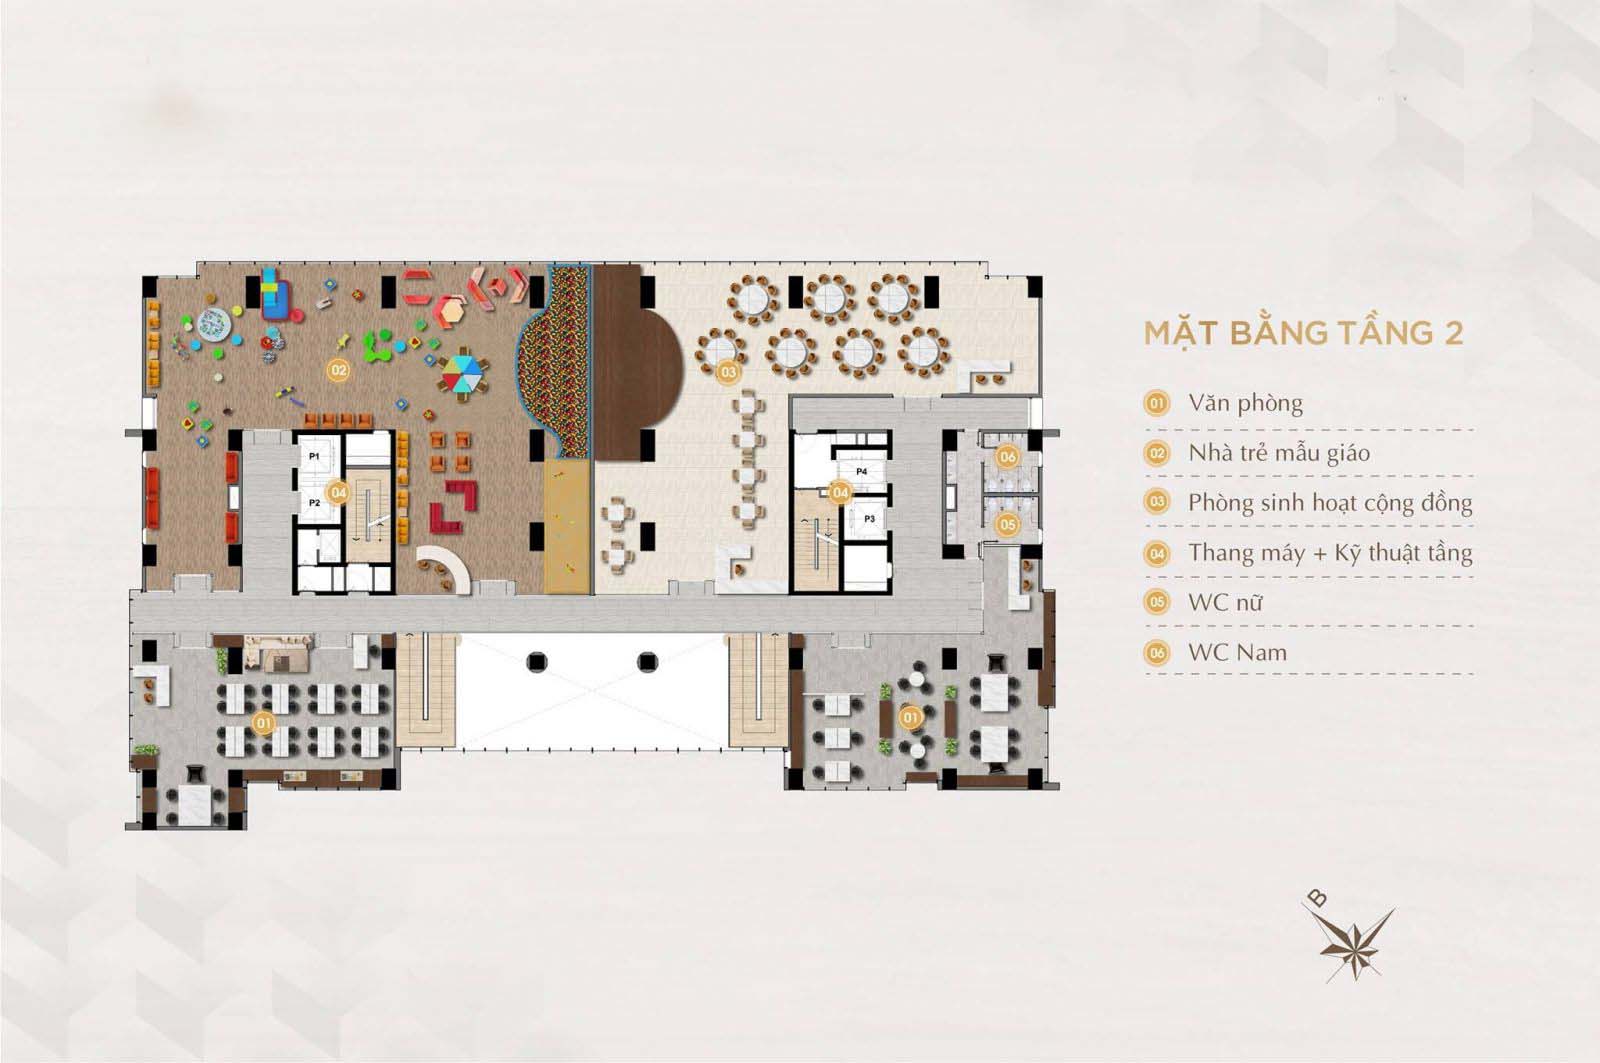 MẶT BẰNG TẦNG 2
01 Văn phòng
02 Nhà trẻ mẫu giáo
03 Phòng sinh hoạt cộng đồng
04 Thang máy + Kỹ thuật tầng
05 WC nữ
06 WC Nam
02
03
P1
P2
04
P4
04
P3
06
05
01
01
B